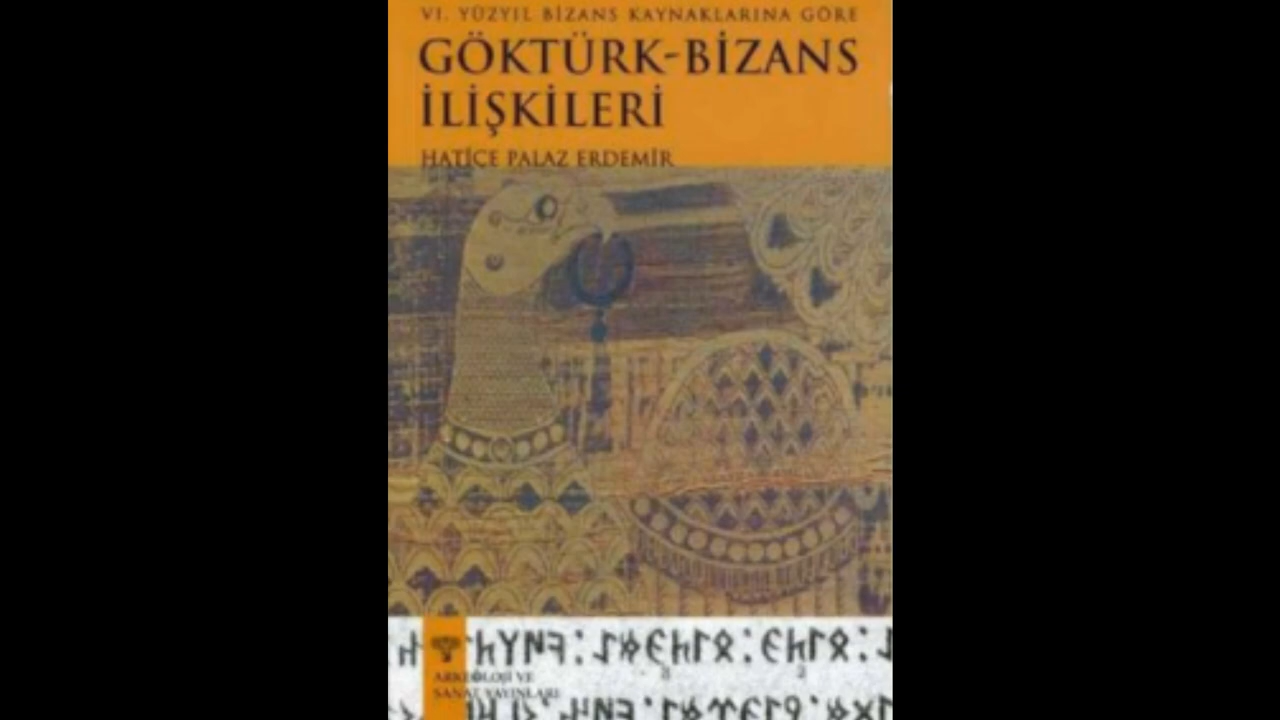 VI. YÜZYIL BİZANS KAYNAKLARINA GÖRE
GÖKTÜRK-BİZANS
İLİŞKİLERİ
HATİCE PALAZ ERDEMİR
ARKEOLOJİ VE
SANAT YAYINLARI